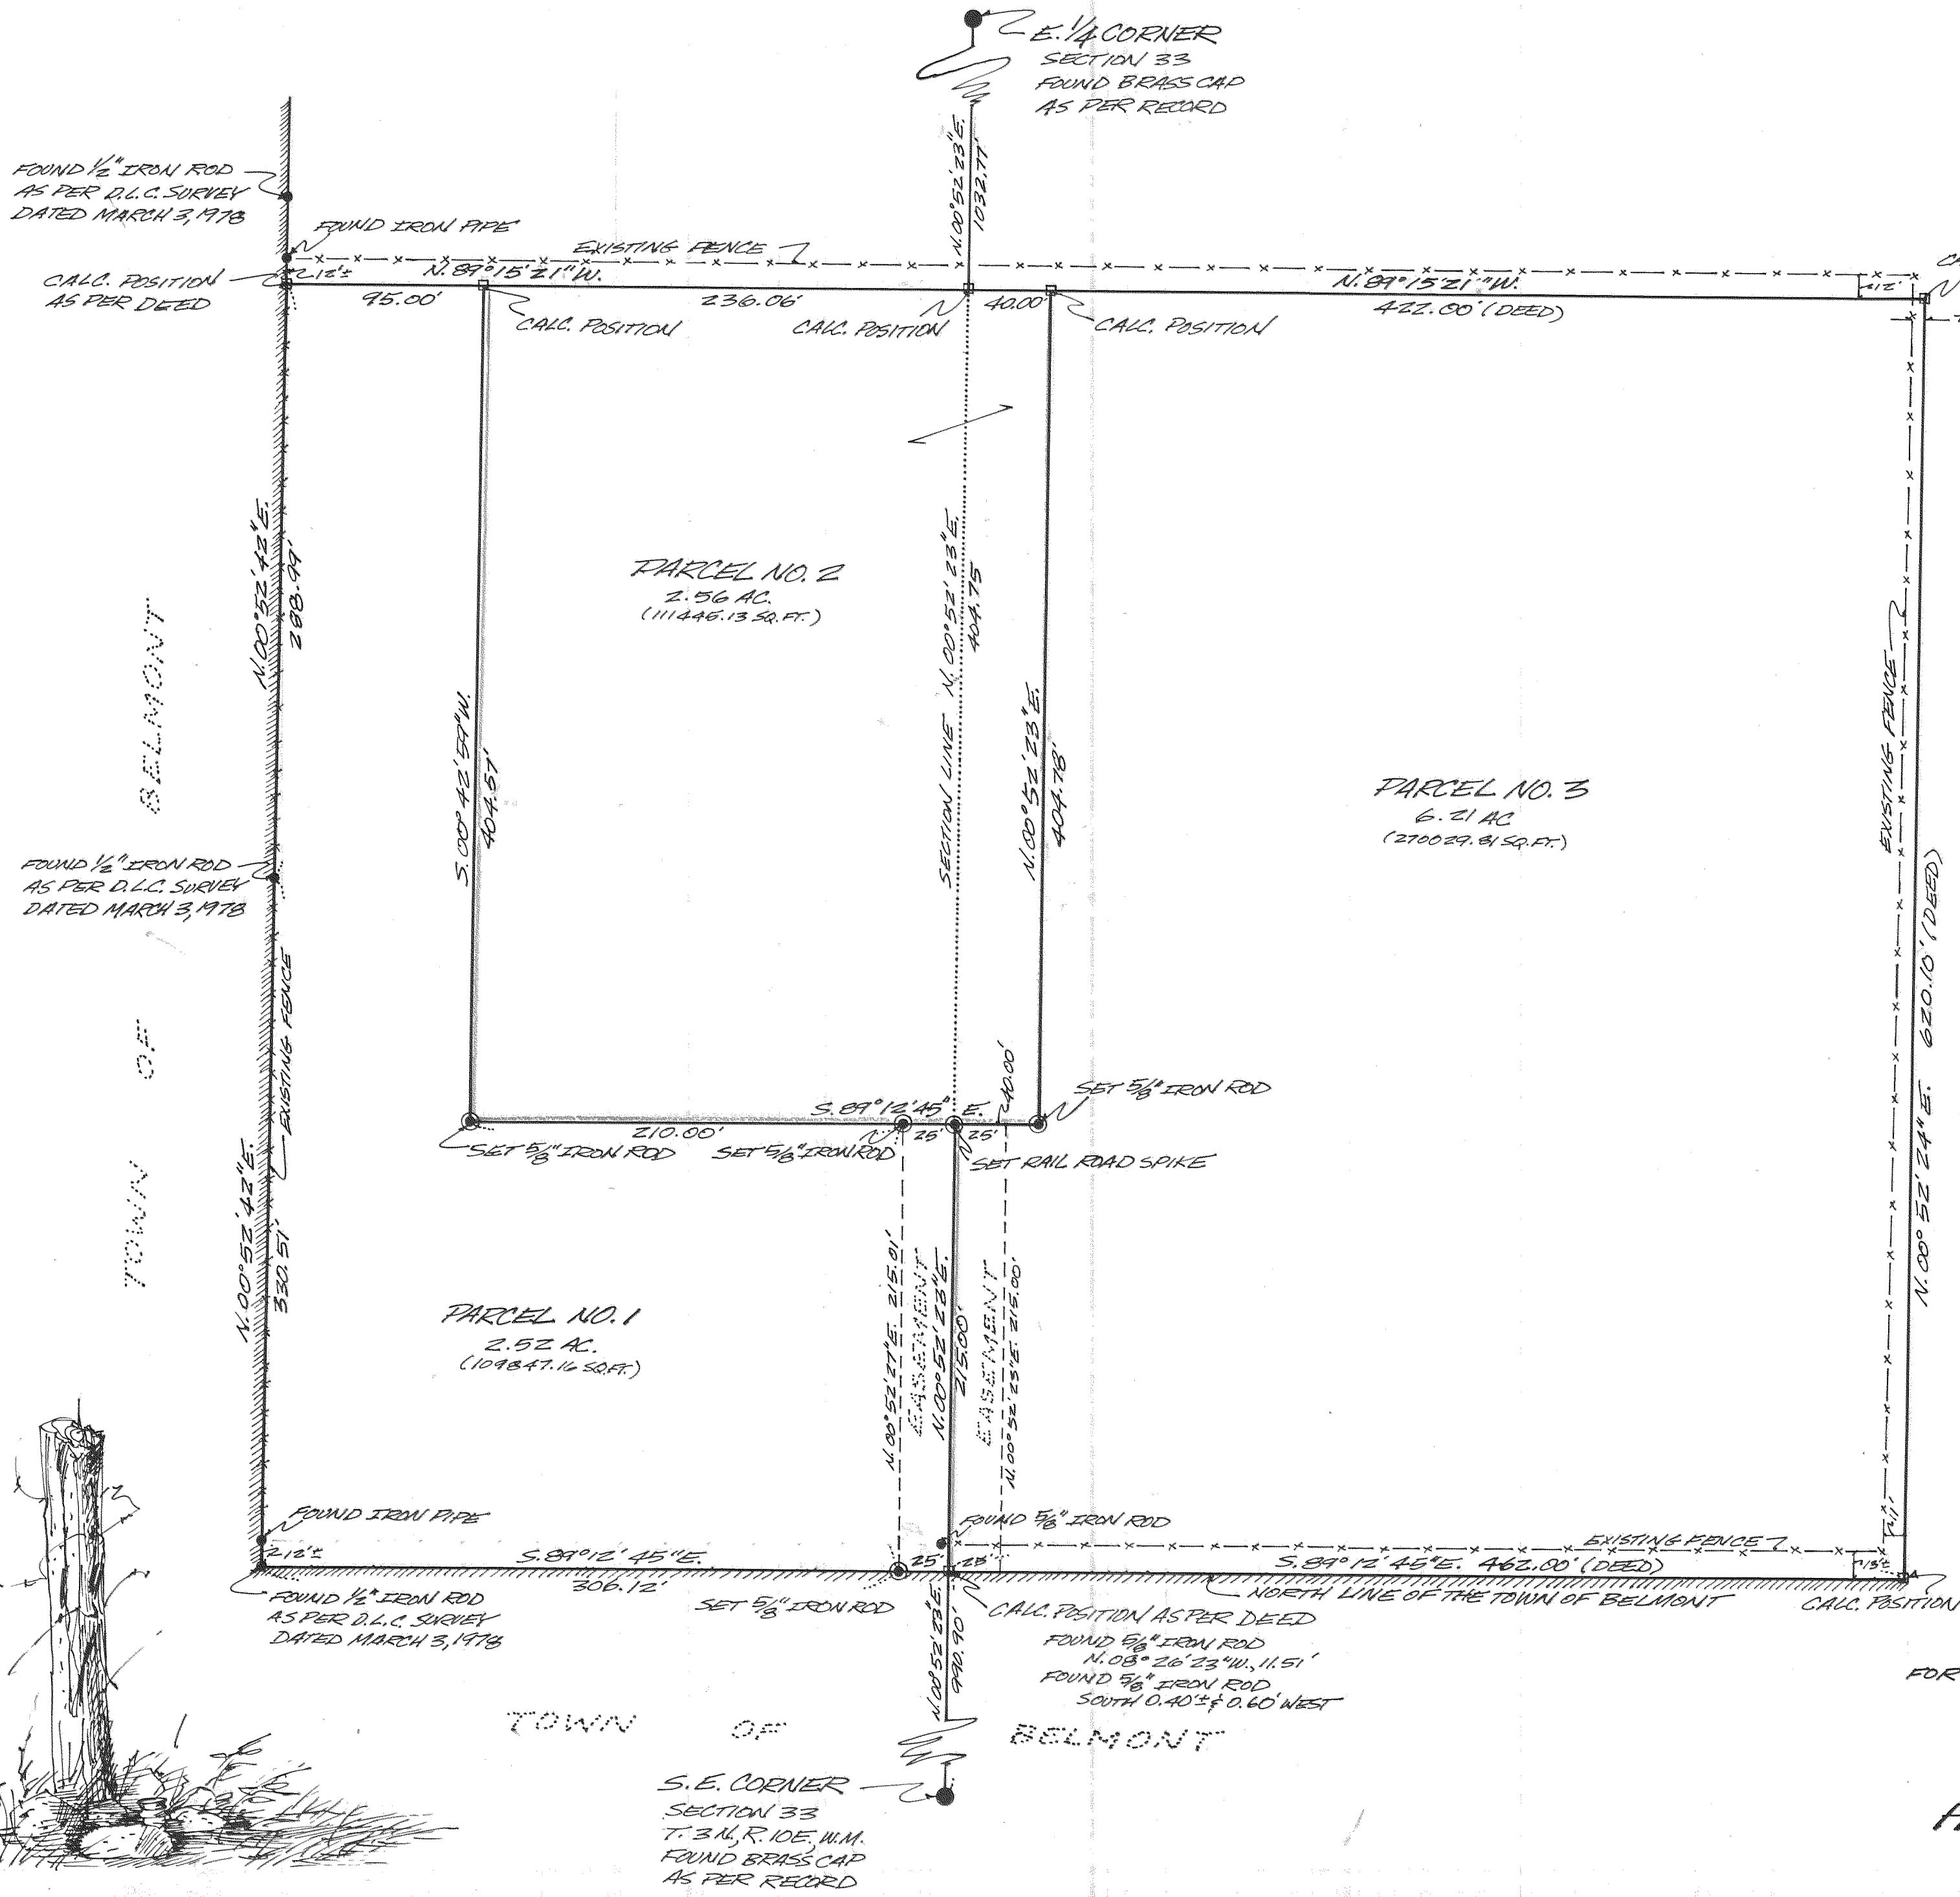 E. 1/4 CORNER
SECTION 33
FOUND BRASS CAP
AS PER RECORD
N. 00° 52' 23" E.
1032.77'
FOUND 1/2" IRON ROD
AS PER D.L.C. SURVEY
DATED MARCH 3, 1978
FOUND IRON PIPE
EXISTING FENCE
CALC. POSITION
AS PER DEED
12'±
N. 89° 15' 21" W.
95.00'
236.06'
40.00'
N. 89° 15' 21" W.
422.00' (DEED)
12'
CALC. POSITION
CALC. POSITION
CALC. POSITION
N. 00° 52' 42" E.
288.99'
PARCEL NO. 2
2.56 AC.
(111446.13 SQ. FT.)
SECTION LINE N. 00° 52' 23" E.
404.75
S. 00° 42' 59" W.
404.57'
N. 00° 52' 23" E.
404.78'
PARCEL NO. 3
6.21 AC
(270029.81 SQ. FT.)
EXISTING FENCE
N. 00° 52' 24" E. 620.10' (DEED)
BELMONT
OF
TOWN
FOUND 1/2" IRON ROD
AS PER D.L.C. SURVEY
DATED MARCH 3, 1978
EXISTING FENCE
S. 89° 12' 45" E.
210.00'
25'
25'
40.00'
SET 5/8" IRON ROD
SET 5/8" IRON ROD
SET 5/8" IRON ROD
SET RAIL ROAD SPIKE
N. 00° 52' 42" E.
330.51'
PARCEL NO. 1
2.52 AC.
(109847.16 SQ. FT.)
N. 00° 52' 27" E. 215.01'
EASEMENT
N. 00° 52' 23" E.
215.00'
EASEMENT
N. 00° 52' 23" E. 215.00'
FOUND IRON PIPE
12'±
S. 89° 12' 45" E.
306.12'
25'
25'
FOUND 5/8" IRON ROD
EXISTING FENCE
S. 89° 12' 45" E. 462.00' (DEED)
11'
13'±
NORTH LINE OF THE TOWN OF BELMONT
CALC. POSITION
FOUND 1/2" IRON ROD
AS PER D.L.C. SURVEY
DATED MARCH 3, 1978
SET 5/8" IRON ROD
CALC. POSITION AS PER DEED
FOUND 5/8" IRON ROD
N. 08° 26' 23" W., 11.51'
FOUND 5/8" IRON ROD
SOUTH 0.40'± & 0.60' WEST
N. 00° 52' 23" E.
990.90'
FOR
TOWN OF BELMONT
S.E. CORNER
SECTION 33
T. 3 N., R. 10 E., W.M.
FOUND BRASS CAP
AS PER RECORD